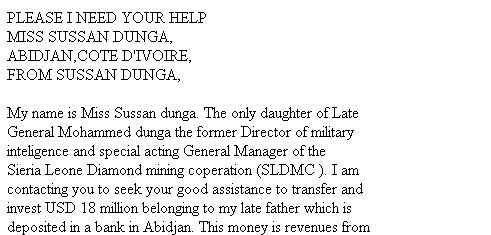 PLEASE I NEED YOUR HELP
MISS SUSSAN DUNGA,
ABIDJAN,COTE D'IVOIRE,
FROM SUSSAN DUNGA,

My name is Miss Sussan dunga. The only daughter of Late
General Mohammed dunga the former Director of military
inteligence and special acting General Manager of the
Sieria Leone Diamond mining coperation (SLDMC ). I am
contacting you to seek your good assistance to transfer and
invest USD 18 million belonging to my late father which is
deposited in a bank in Abidjan. This money is revenues from